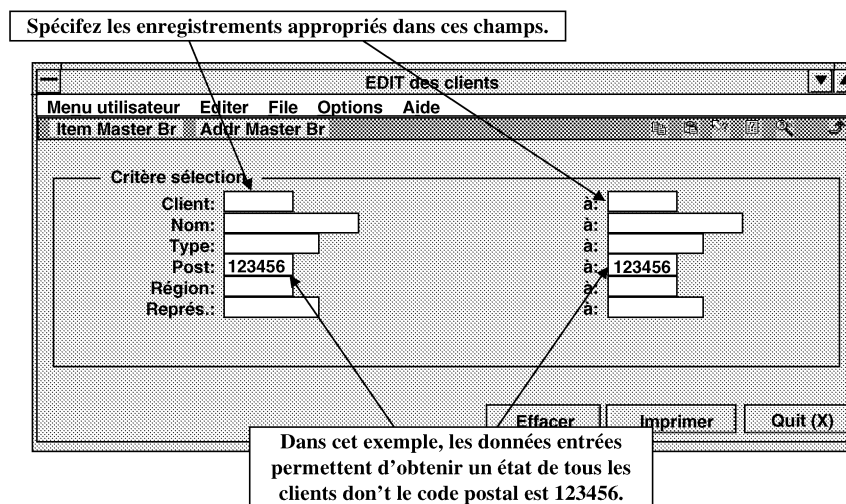 Spécifez les enregistrements appropriés dans ces champs.
EDIT des clients
Menu utilisateur Editer File Options Aide
Item Master Br Addr Master Br
Critère sélection
Client: à:
Nom: à:
Type: à:
Post: 123456 à: 123456
Région: à:
Représ.: à:
Effacer Imprimer Quit (X)
Dans cet exemple, les données entrées
permettent d'obtenir un état de tous les
clients don't le code postal est 123456.